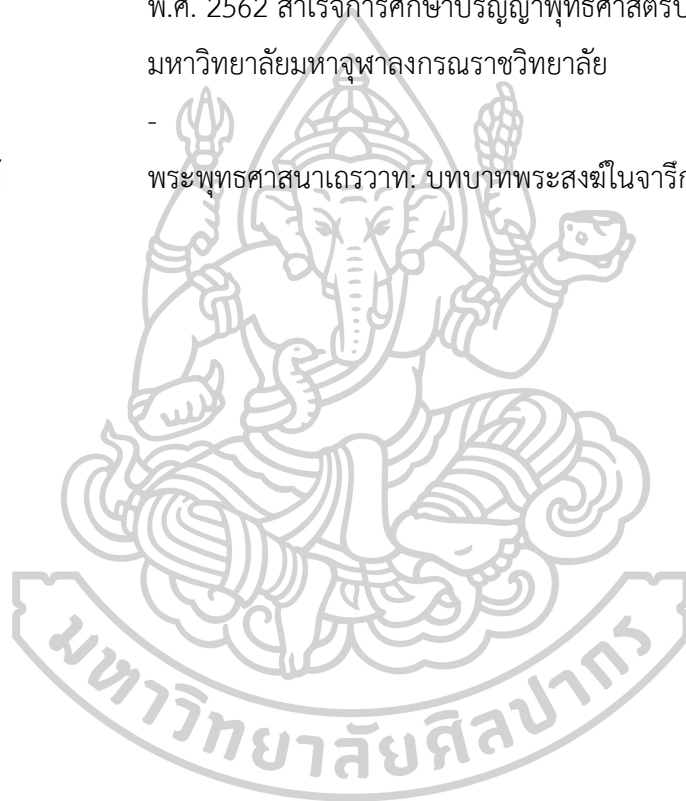 พ.ศ. 2562 สำเร็จการศึกษาปริญญาพุทธศาสตร
มหาวิทยาลัยมหาจุฬาลงกรณราชวิทยาลัย
-
พระพุทธศาสนาเถรวาท: บทบาทพระสงฆ์ในจารึก
มหาวิทยาลัยศิลปากร